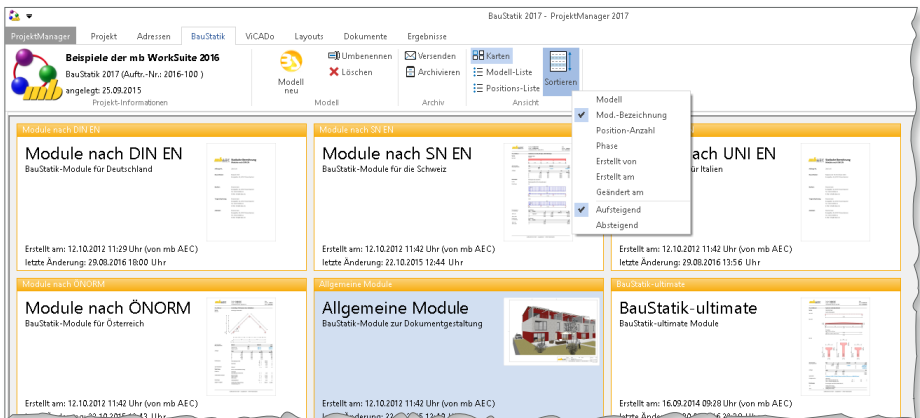 BauStatik 2017 - ProjektManager 2017
ProjektManager Projekt Adressen BauStatik ViCADo Layouts Dokumente Ergebnisse
Beispiele der mb WorkSuite 2016
BauStatik 2017 (Auftr.-Nr.: 2016-100 )
angelegt: 25.09.2015
Projekt-Informationen
mb
Modell
neu
Umbenennen
Löschen
Modell
Versenden
Archivieren
Archiv
Karten
Modell-Liste
Positions-Liste
Ansicht
Sortieren
Modell
Mod.-Bezeichnung
Position-Anzahl
Phase
Erstellt von
Erstellt am
Geändert am
Aufsteigend
Absteigend
Module nach DIN EN
Module nach DIN EN
BauStatik-Module für Deutschland
Erstellt am: 12.10.2012 11:29 Uhr (von mb AEC)
letzte Änderung: 29.08.2016 18:00 Uhr
Module nach SN EN
Module nach SN EN
BauStatik-Module für die Schweiz
Erstellt am: 12.10.2012 11:42 Uhr (von mb AEC)
letzte Änderung: 22.10.2015 12:44 Uhr
ach UNI EN
ür Italien
Erstellt am: 12.10.2012 11:42 Uhr (von mb AEC)
letzte Änderung: 29.08.2016 13:56 Uhr
Module nach ÖNORM
Module nach ÖNORM
BauStatik-Module für Österreich
Erstellt am: 12.10.2012 11:42 Uhr (von mb AEC)
Allgemeine Module
Allgemeine Module
BauStatik-Module zur Dokumentgestaltung
Erstellt am: 12.10.2012 11:42 Uhr (von mb AEC)
BauStatik-ultimate
BauStatik-ultimate
BauStatik-ultimate Module
Erstellt am: 16.09.2014 09:28 Uhr (von mb AEC)